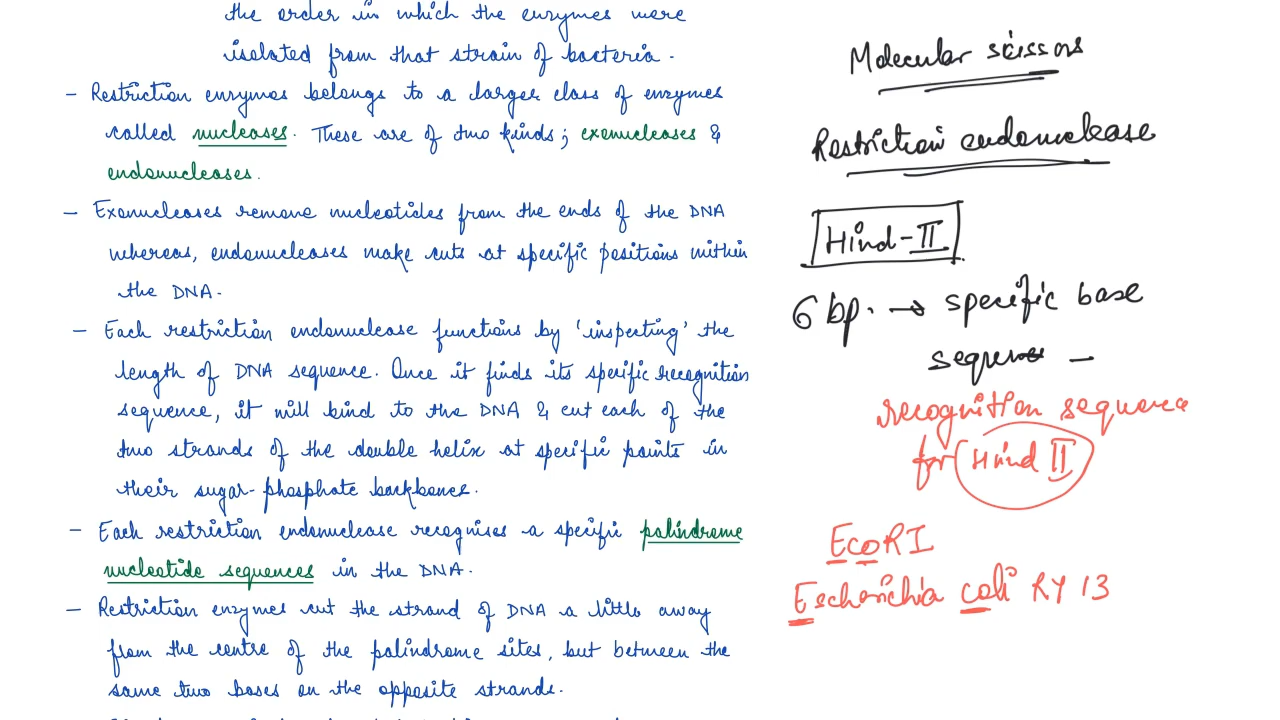 the order in which the enzymes were
isolated from that strain of bacteria.
- Restriction enzymes belongs to a larger class of enzymes
called nucleases. These are of two kinds; exonucleases &
endonucleases.
- Exonucleases remove nucleotides from the ends of the DNA
whereas, endonucleases make cuts at specific positions within
the DNA.
- Each restriction endonuclease functions by 'inspecting' the
length of DNA sequence. Once it finds its specific recognition
sequence, it will bind to the DNA & cut each of the
two strands of the double helix at specific points in
their sugar-phosphate backbones.
- Each restriction endonuclease recognises a specific palindrome
nucleotide sequences in the DNA.
- Restriction enzymes cut the strand of DNA a little away
from the centre of the palindrome sites, but between the
same two bases on the opposite strands.
Molecular scissors
Restriction endonuclease
Hind-II
6 bp. → specific base
sequence –
recognition sequence
for Hind II
EcoRI
Escherichia coli RY 13